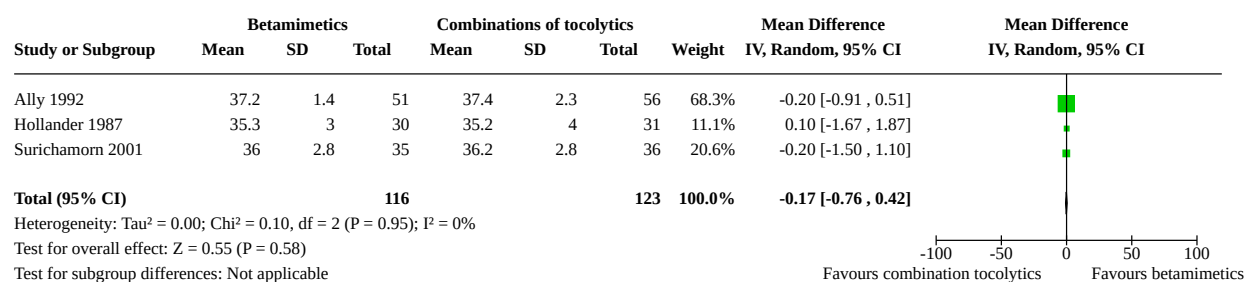 Betamimetics Combinations of tocolytics Mean Difference Mean Difference
Study or Subgroup Mean SD Total Mean SD Total Weight IV, Random, 95% CI IV, Random, 95% CI
Ally 1992 37.2 1.4 51 37.4 2.3 56 68.3% -0.20 [-0.91 , 0.51]
Hollander 1987 35.3 3 30 35.2 4 31 11.1% 0.10 [-1.67 , 1.87]
Surichamorn 2001 36 2.8 35 36.2 2.8 36 20.6% -0.20 [-1.50 , 1.10]
Total (95% CI) 116 123 100.0% -0.17 [-0.76 , 0.42]
Heterogeneity: Tau² = 0.00; Chi² = 0.10, df = 2 (P = 0.95); I² = 0%
Test for overall effect: Z = 0.55 (P = 0.58) -100 -50 0 50 100
Test for subgroup differences: Not applicable Favours combination tocolytics Favours betamimetics